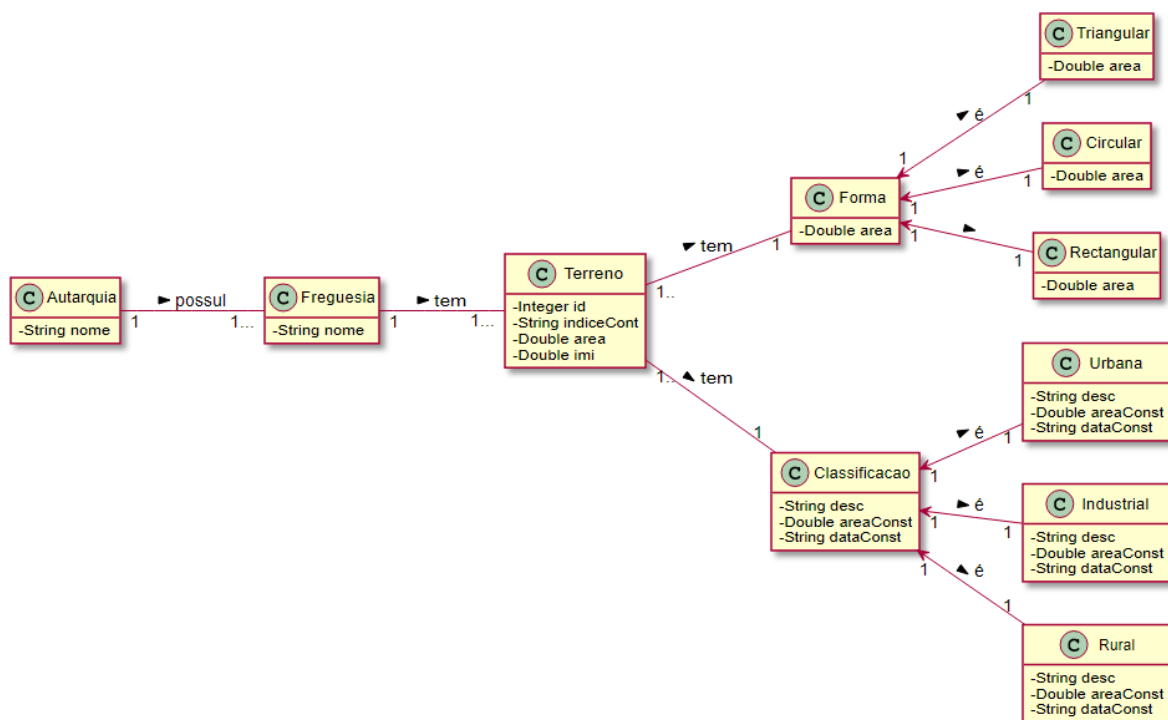 C Autarquia
-String nome
possul
1
1...
C Freguesia
-String nome
tem
1
1...
C Terreno
-Integer id
-String indiceCont
-Double area
-Double imi
tem
1..
1
C Forma
-Double area
é
1
1
C Triangular
-Double area
é
1
1
C Circular
-Double area
1
1
C Rectangular
-Double area
tem
1..
1
C Classificacao
-String desc
-Double areaConst
-String dataConst
é
1
1
C Urbana
-String desc
-Double areaConst
-String dataConst
é
1
1
C Industrial
-String desc
-Double areaConst
-String dataConst
é
1
1
C Rural
-String desc
-Double areaConst
-String dataConst